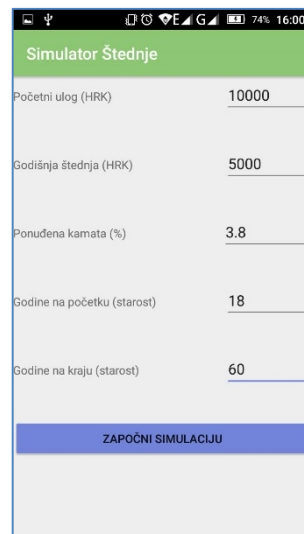 E G 74% 16:00
Simulator Štednje
Početni ulog (HRK) 10000
Godišnja štednja (HRK) 5000
Ponuđena kamata (%) 3.8
Godine na početku (starost) 18
Godine na kraju (starost) 60
ZAPOČNI SIMULACIJU